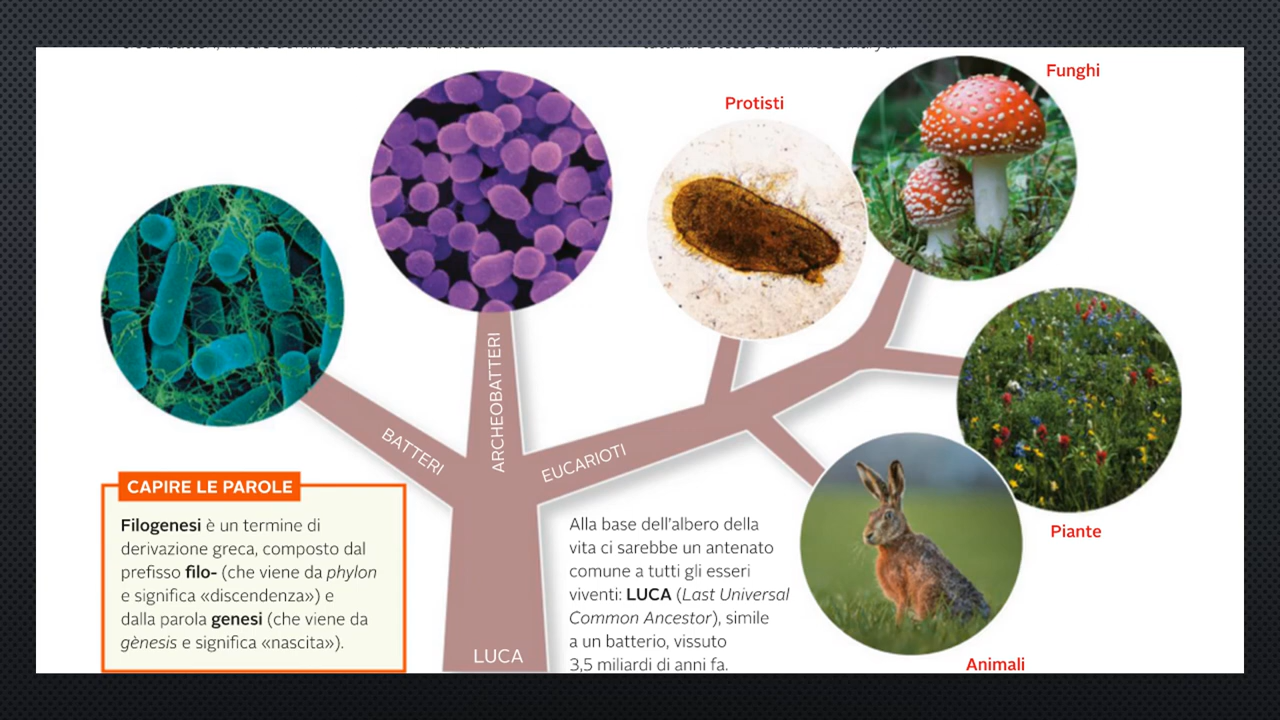 Funghi
Protisti
ARCHEOBATTERI
BATTERI
EUCARIOTI
CAPIRE LE PAROLE
Filogenesi è un termine di
derivazione greca, composto dal
prefisso filo- (che viene da phylon
e significa «discendenza») e
dalla parola genesi (che viene da
gènesis e significa «nascita»).
Alla base dell'albero della
vita ci sarebbe un antenato
comune a tutti gli esseri
viventi: LUCA (Last Universal
Common Ancestor), simile
a un batterio, vissuto
3,5 miliardi di anni fa.
LUCA
Piante
Animali